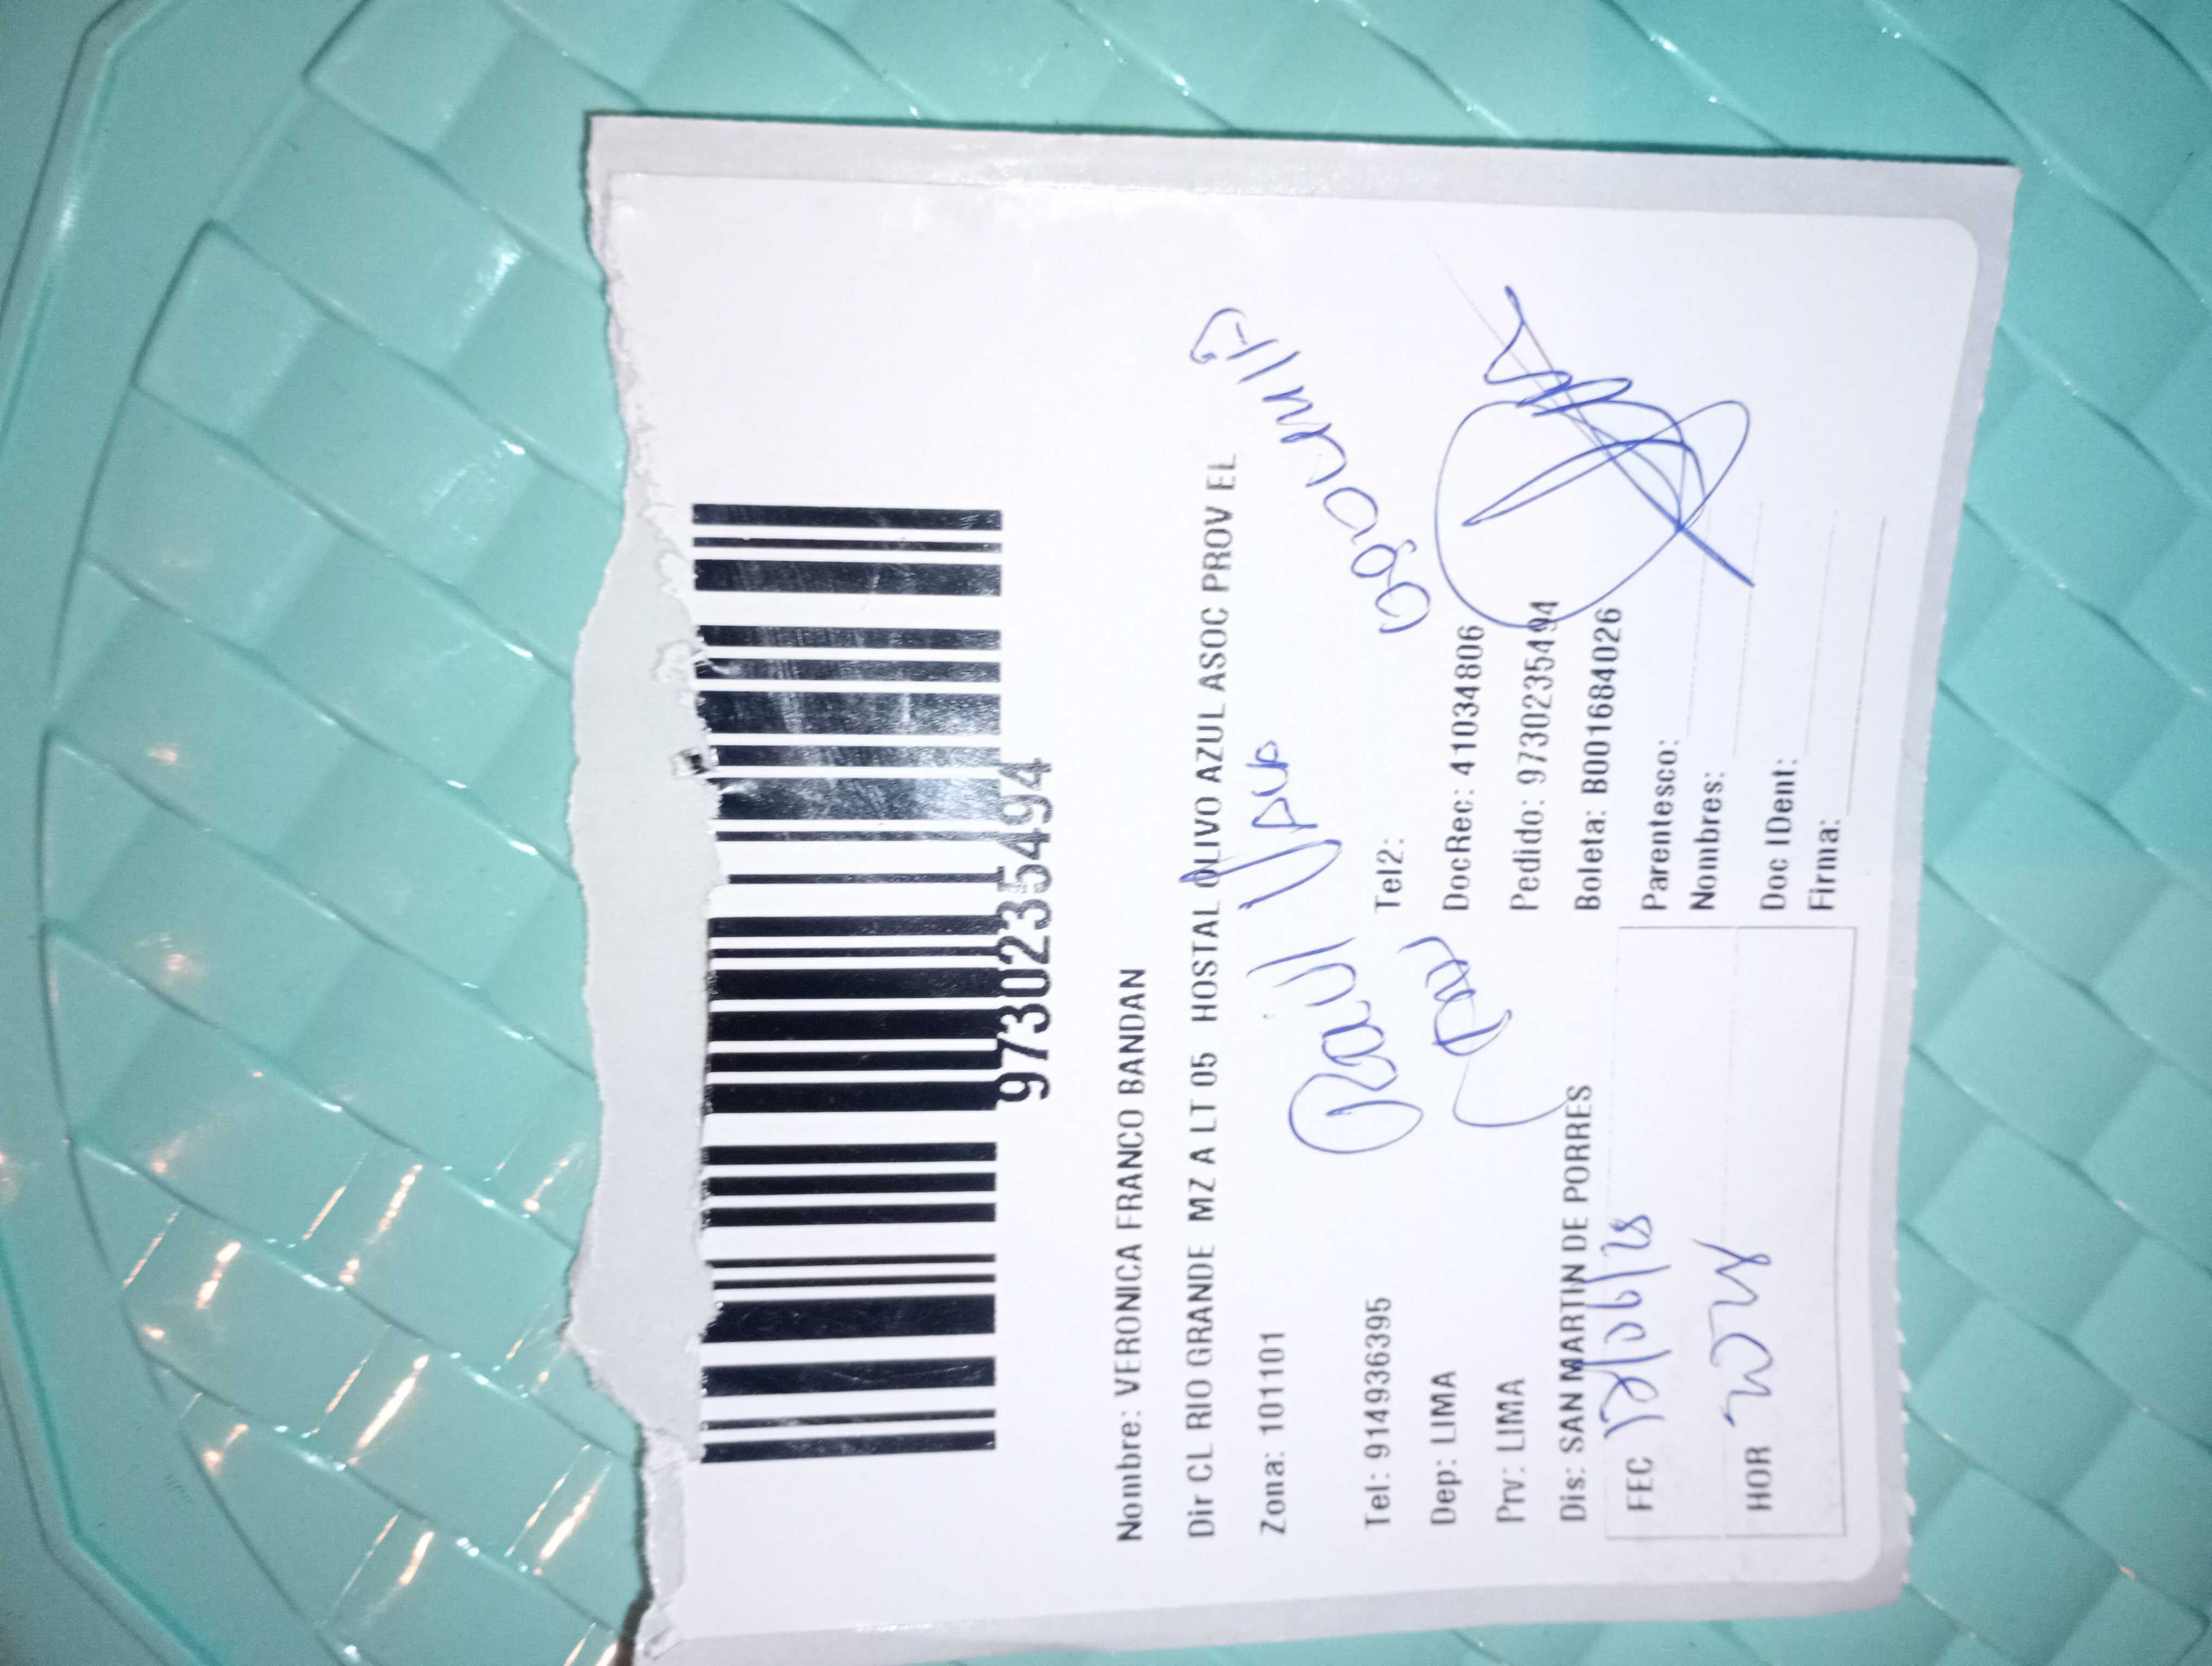 9730235494
Nombre: VERONICA FRANCO BANDAN
Dir CL RIO GRANDE MZ A LT 05 HOSTAL OLIVO AZUL ASOC PROV EL
Zona: 101101
Raúl
Tel: 914936395
Tel2:
Dep: LIMA
DocRec: 41034806
Prv: LIMA
Pedido: 9730235494
Dis: SAN MARTIN DE PORRES
Boleta: B001684026
FEC
Parentesco:
Nombres:
HOR
Doc IDent:
Firma: